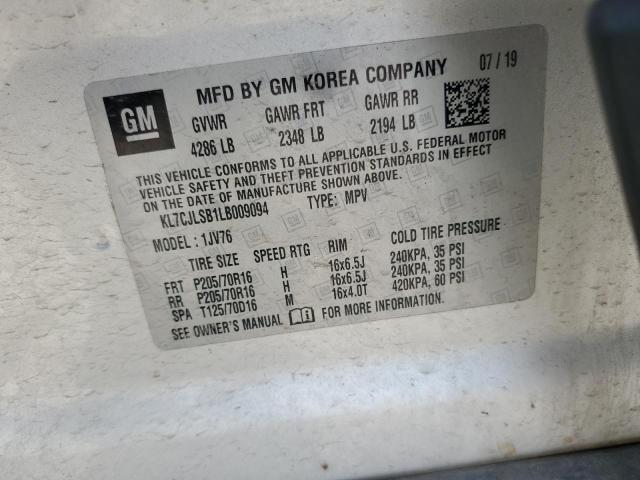 GM
MFD BY GM KOREA COMPANY 07 / 19
GVWR GAWR FRT GAWR RR
4286 LB 2348 LB 2194 LB
THIS VEHICLE CONFORMS TO ALL APPLICABLE U.S. FEDERAL MOTOR
VEHICLE SAFETY AND THEFT PREVENTION STANDARDS IN EFFECT
ON THE DATE OF MANUFACTURE SHOWN ABOVE.
KL7CJLSB1LB009094 TYPE: MPV
MODEL : 1JV76
TIRE SIZE SPEED RTG RIM COLD TIRE PRESSURE
FRT P205/70R16 H 16x6.5J 240KPA, 35 PSI
RR P205/70R16 H 16x6.5J 240KPA, 35 PSI
SPA T125/70D16 M 16x4.0T 420KPA, 60 PSI
SEE OWNER'S MANUAL FOR MORE INFORMATION.